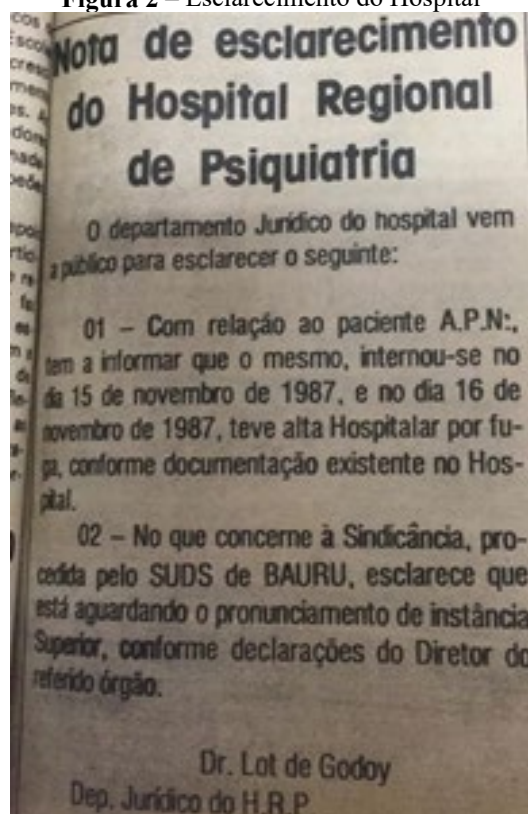 Figura 2 – Esclarecimento do Hospital
Nota de esclarecimento
do Hospital Regional
de Psiquiatria
O departamento Jurídico do hospital vem
a público para esclarecer o seguinte:
01 – Com relação ao paciente A.P.N:,
tem a informar que o mesmo, internou-se no
dia 15 de novembro de 1987, e no dia 16 de
novembro de 1987, teve alta Hospitalar por fu-
ga, conforme documentação existente no Hos-
pital.
02 – No que concerne à Sindicância, pro-
cedida pelo SUDS de BAURU, esclarece que
está aguardando o pronunciamento de instância
Superior, conforme declarações do Diretor do
referido órgão.
Dr. Lot de Godoy
Dep. Jurídico do H.R.P